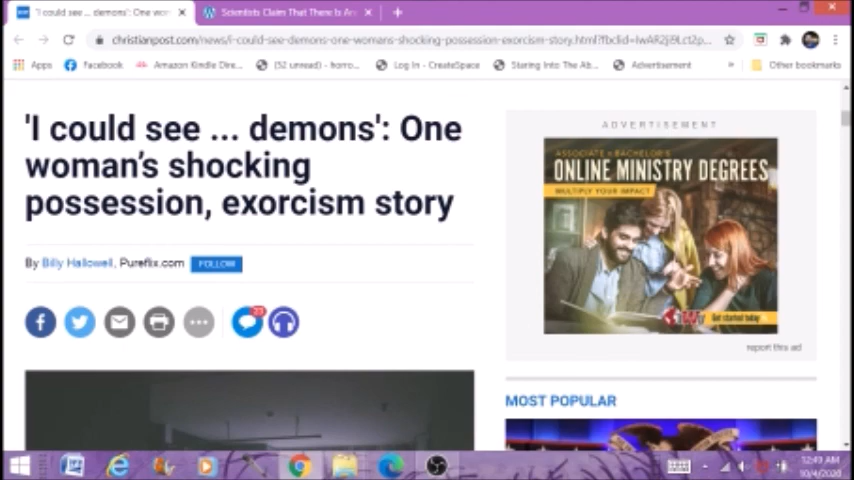 'I could see ... demons': One won
Scientists Claim That There Is An
christianpost.com/news/i-could-see-demons-one-womans-shocking-possession-exorcism-story.html?fbclid=
Apps Facebook Amazon Kindle Dire... (52 unread) - horro... Log In - CreateSpace Staring Into The Ab... Advertisement » Other bookmarks
'I could see ... demons': One
woman's shocking
possession, exorcism story
By Billy Hallowell, Pureflix.com FOLLOW
23
ADVERTISEMENT
ASSOCIATE + BACHELOR'S
ONLINE MINISTRY DEGREES
MULTIPLY YOUR IMPACT
Get started today
report this ad
MOST POPULAR
12:49 AM
10/4/2020